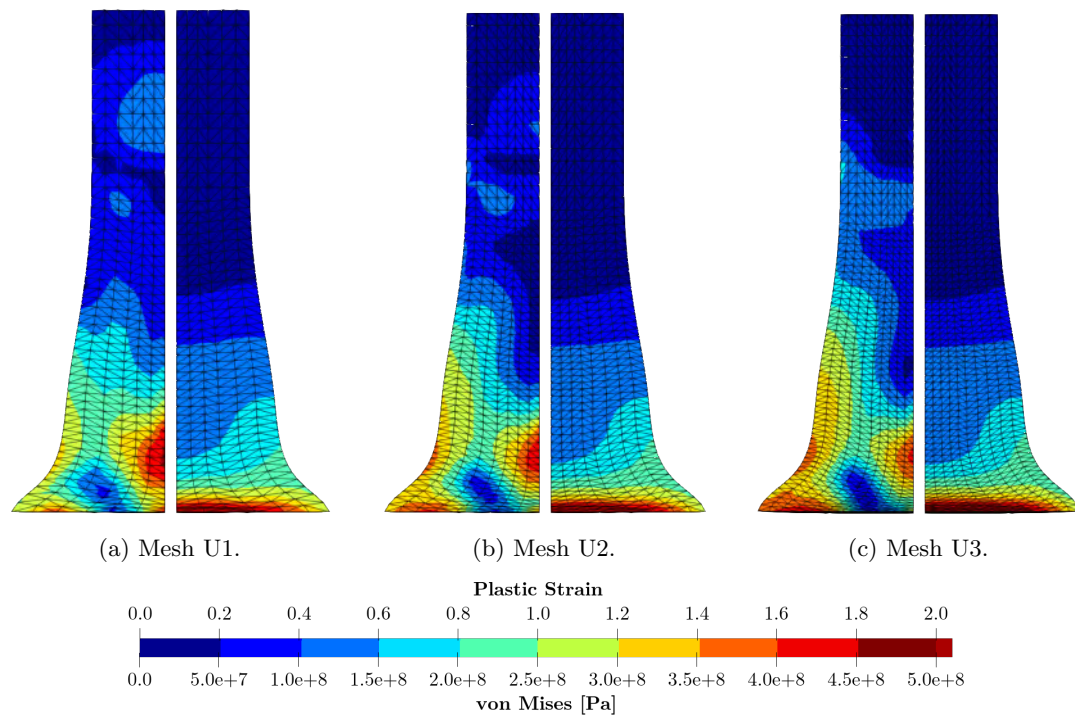 (a) Mesh U1.
(b) Mesh U2.
(c) Mesh U3.
Plastic Strain
0.0 0.2 0.4 0.6 0.8 1.0 1.2 1.4 1.6 1.8 2.0
0.0 5.0e+7 1.0e+8 1.5e+8 2.0e+8 2.5e+8 3.0e+8 3.5e+8 4.0e+8 4.5e+8 5.0e+8
von Mises [Pa]